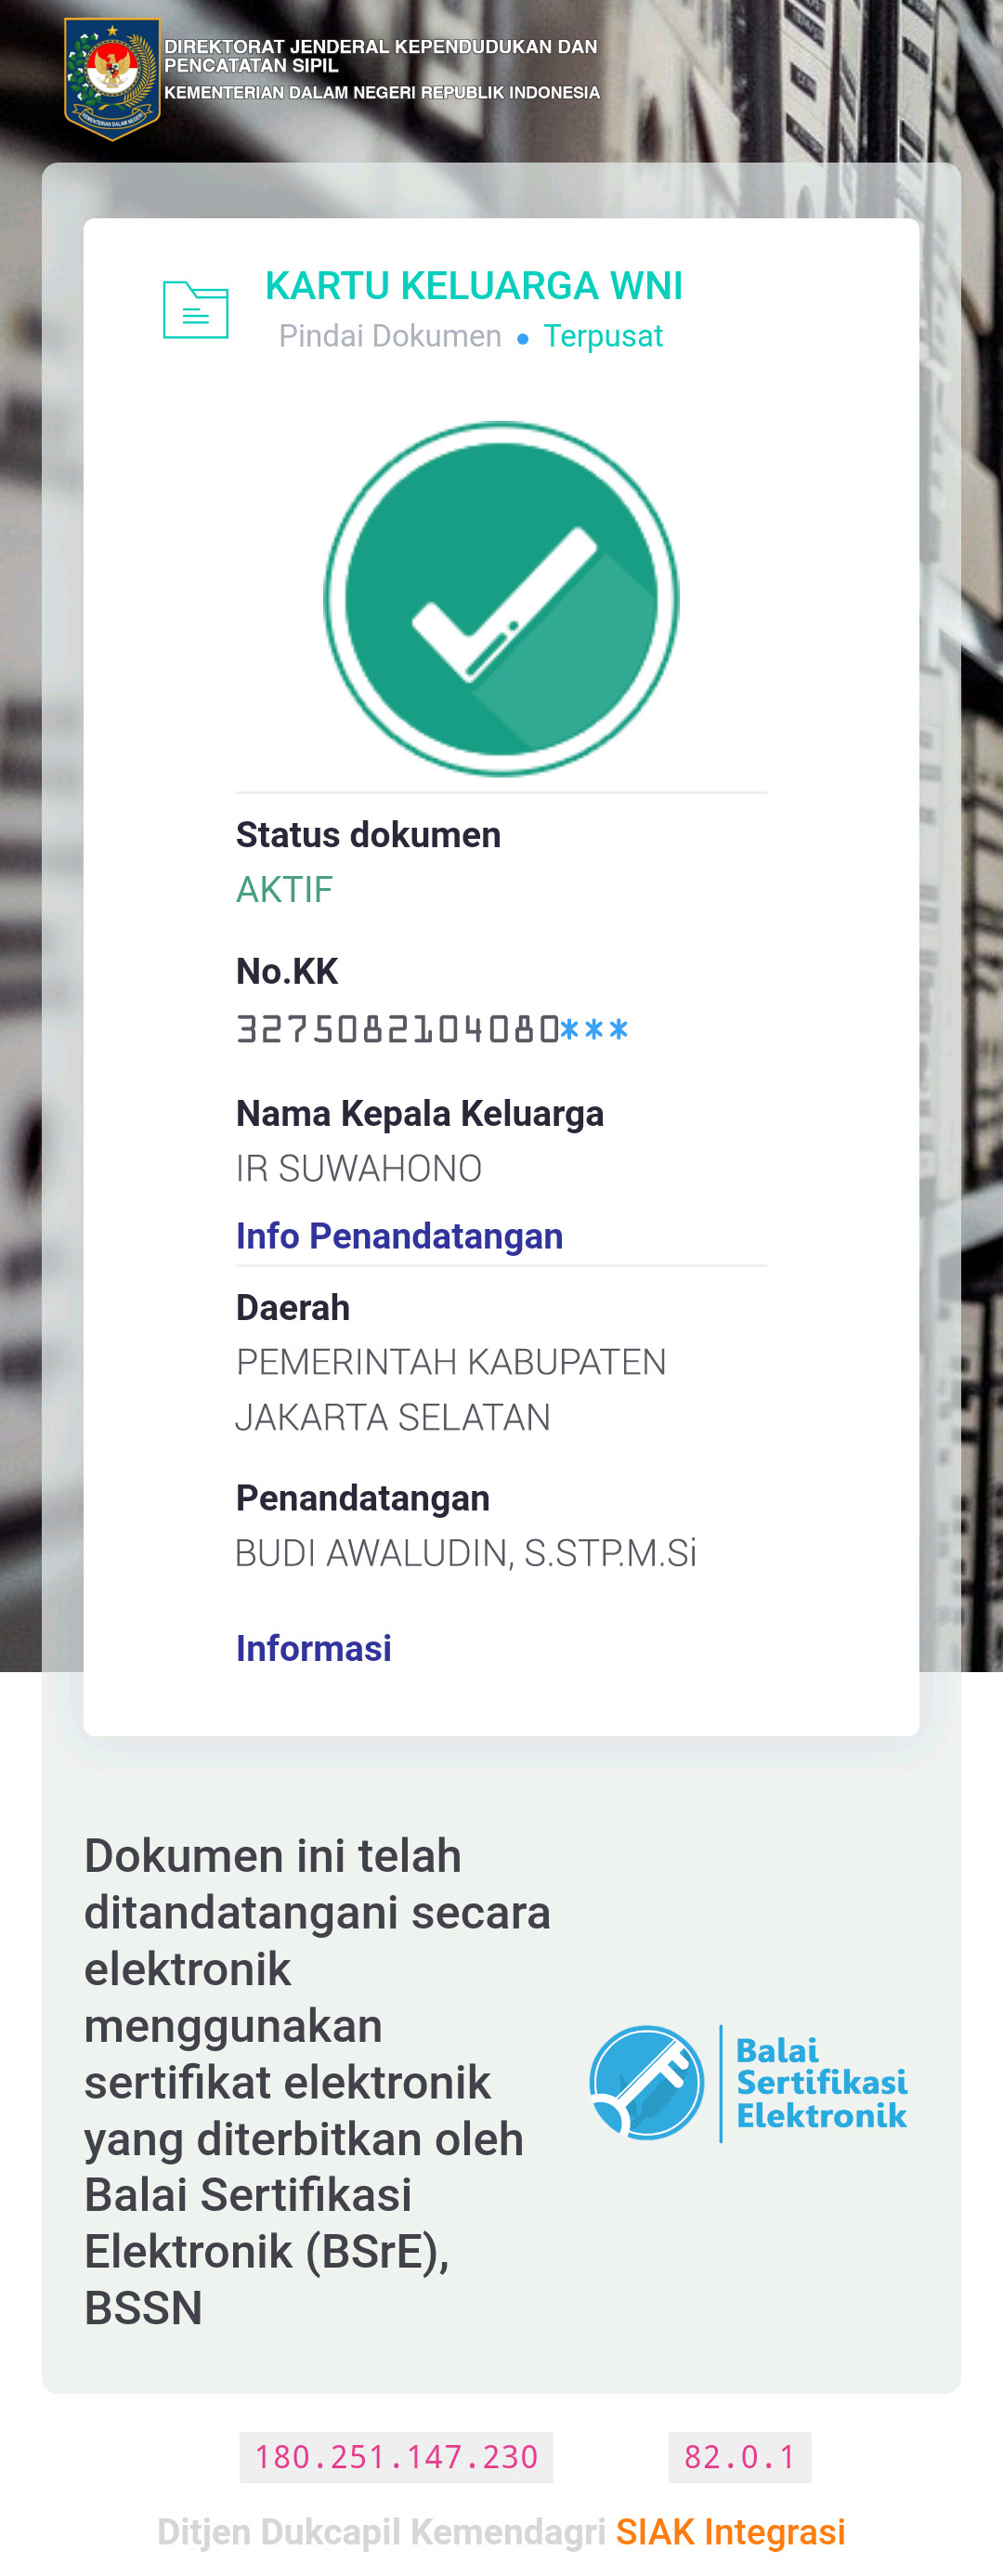 DIREKTORAT JENDERAL KEPENDUDUKAN DAN
PENCATATAN SIPIL
KEMENTERIAN DALAM NEGERI REPUBLIK INDONESIA
KEMENTERIAN DALAM NEGERI
KARTU KELUARGA WNI
Pindai Dokumen • Terpusat
Status dokumen
AKTIF
No.KK
3275082104080***
Nama Kepala Keluarga
IR SUWAHONO
Info Penandatangan
Daerah
PEMERINTAH KABUPATEN
JAKARTA SELATAN
Penandatangan
BUDI AWALUDIN, S.STP.M.Si
Informasi
Dokumen ini telah
ditandatangani secara
elektronik
menggunakan
sertifikat elektronik
yang diterbitkan oleh
Balai Sertifikasi
Elektronik (BSrE),
BSSN
Balai
Sertifikasi
Elektronik
180.251.147.230 82.0.1
Ditjen Dukcapil Kemendagri SIAK Integrasi